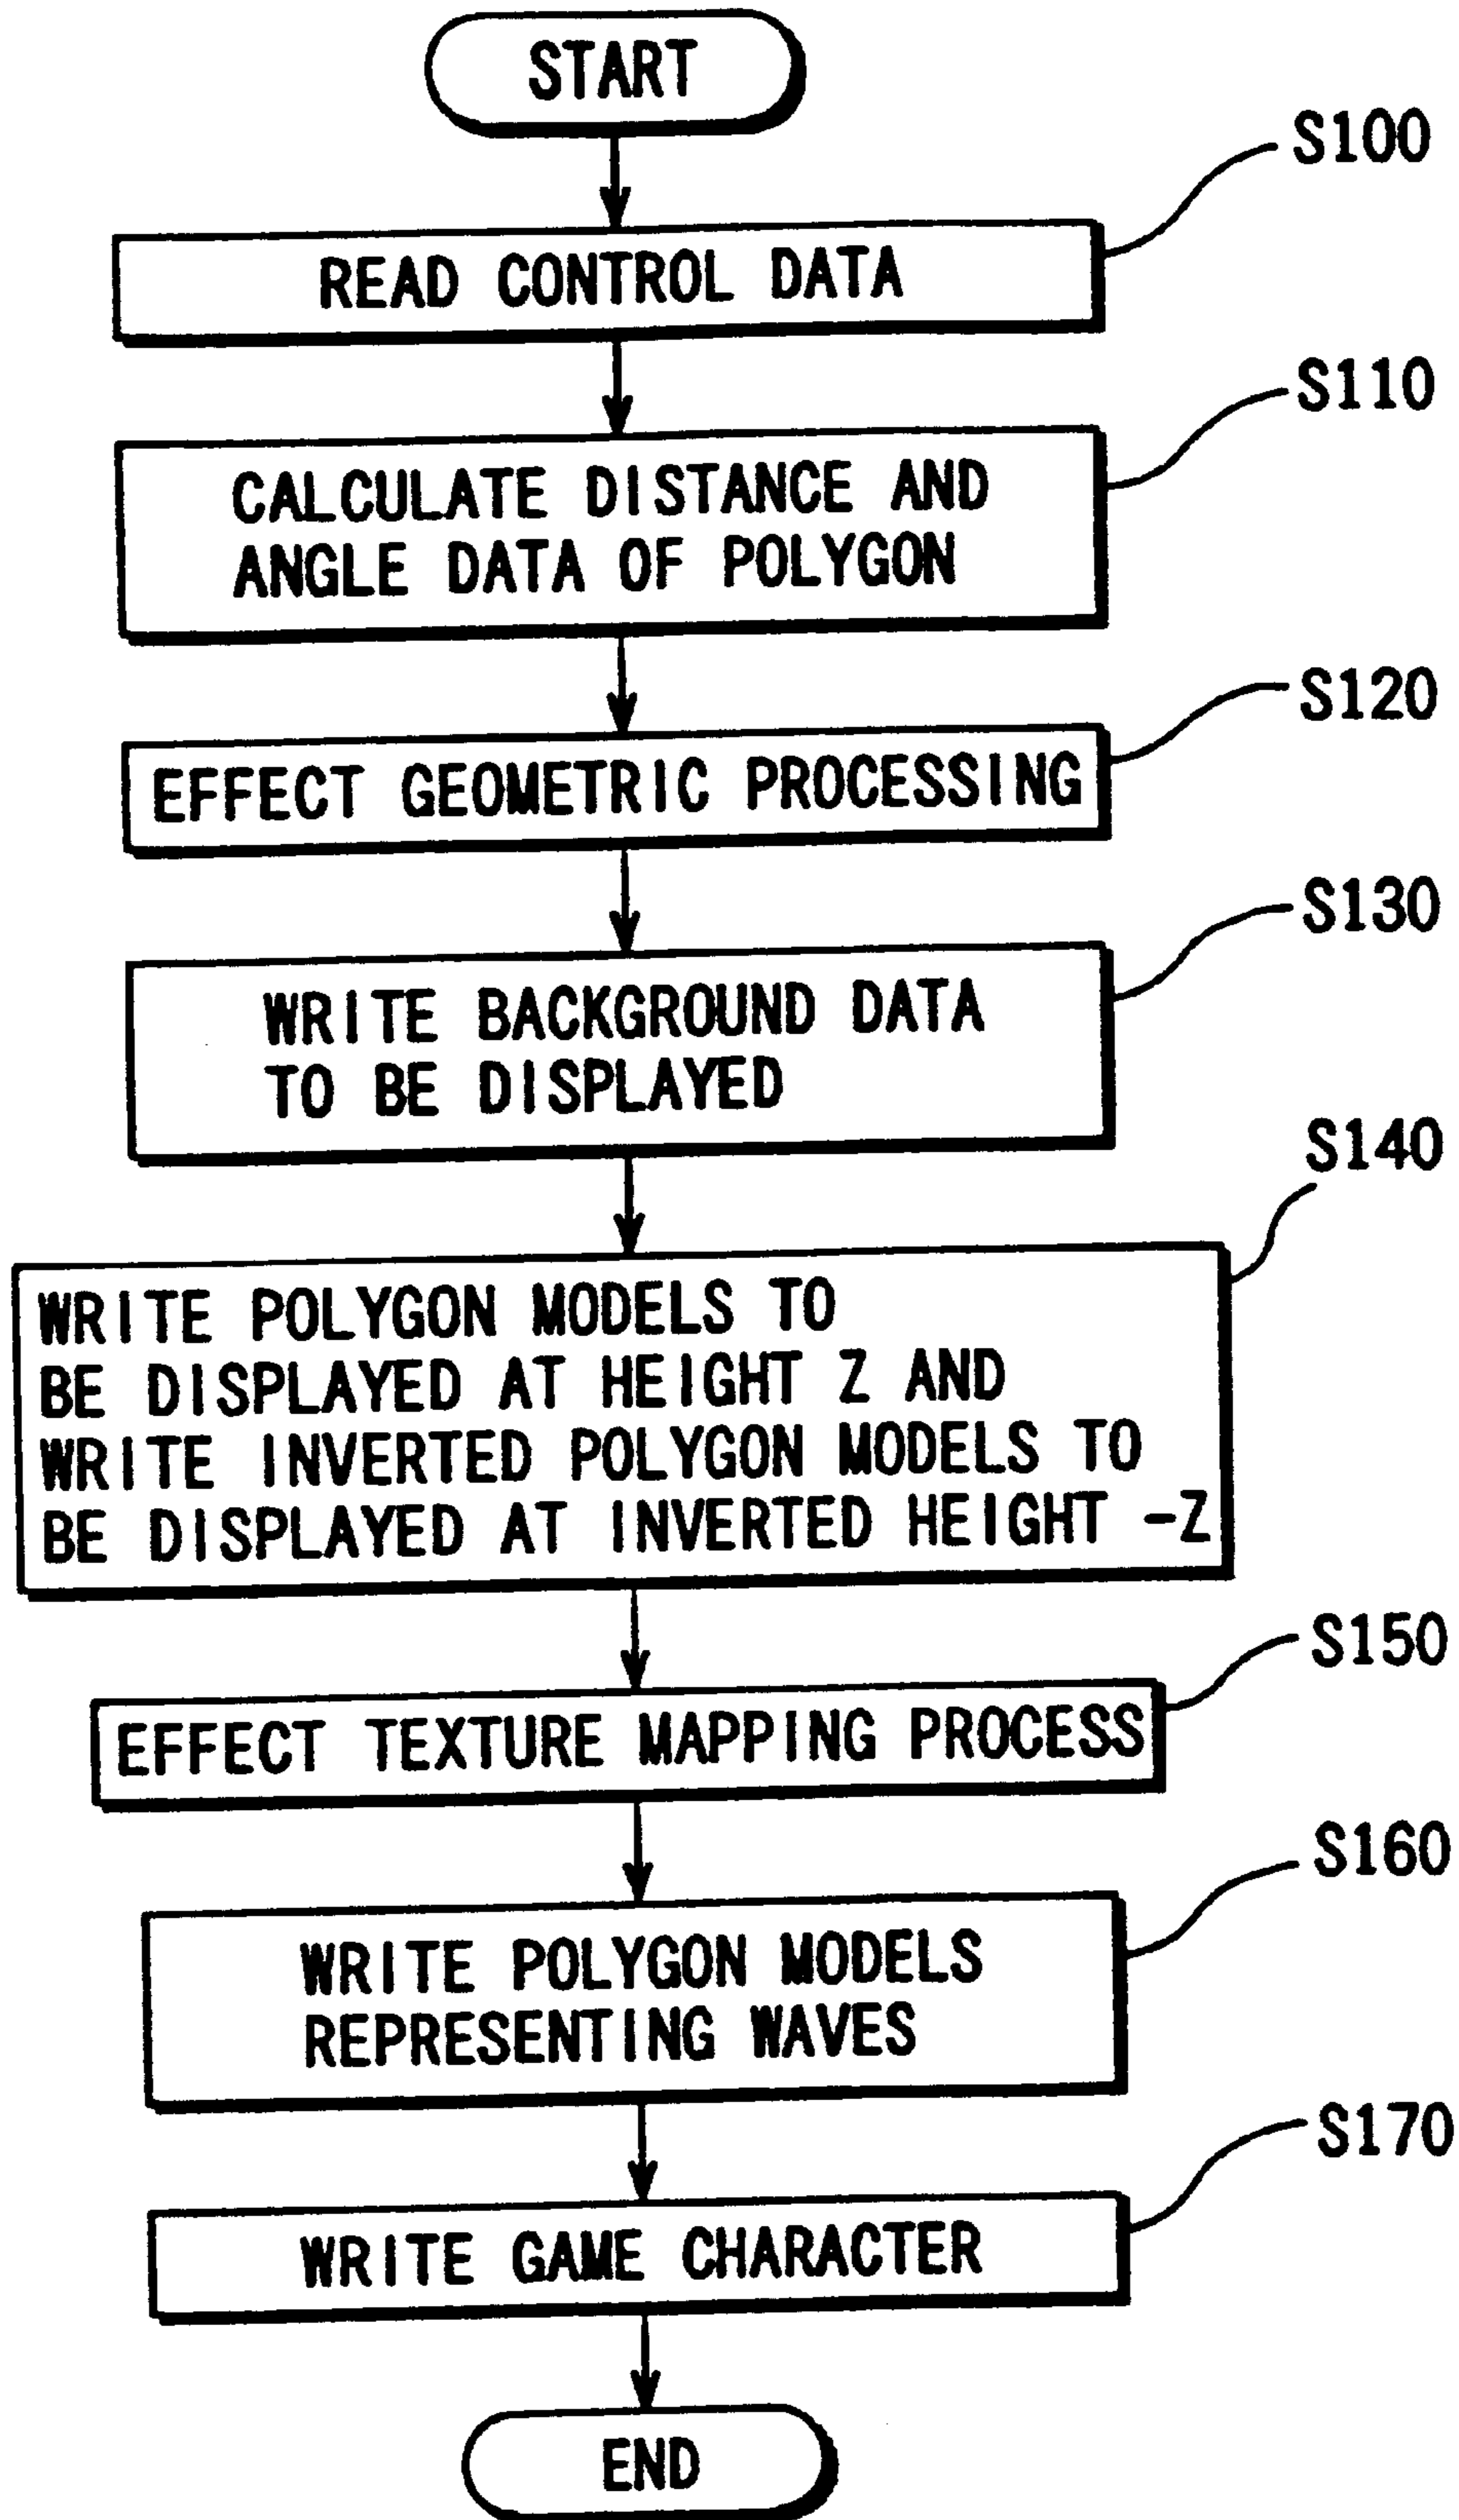 START
S100
READ CONTROL DATA
S110
CALCULATE DISTANCE AND
ANGLE DATA OF POLYGON
S120
EFFECT GEOMETRIC PROCESSING
S130
WRITE BACKGROUND DATA
TO BE DISPLAYED
S140
WRITE POLYGON MODELS TO
BE DISPLAYED AT HEIGHT Z AND
WRITE INVERTED POLYGON MODELS TO
BE DISPLAYED AT INVERTED HEIGHT -Z
S150
EFFECT TEXTURE MAPPING PROCESS
S160
WRITE POLYGON MODELS
REPRESENTING WAVES
S170
WRITE GAME CHARACTER
END